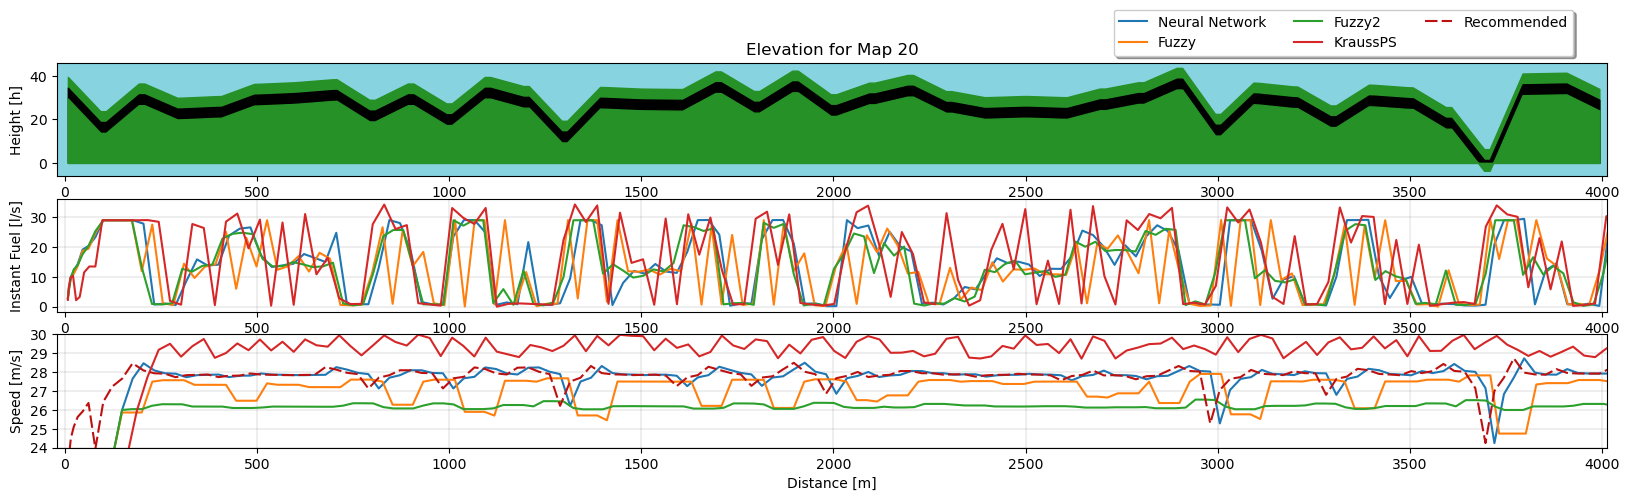 Neural Network Fuzzy2 Recommended
Fuzzy KraussPS
Elevation for Map 20
Height [h]
40
20
0
0 500 1000 1500 2000 2500 3000 3500 4000
Instant Fuel [l/s]
30
20
10
0
0 500 1000 1500 2000 2500 3000 3500 4000
Speed [m/s]
30
29
28
27
26
25
24
0 500 1000 1500 2000 2500 3000 3500 4000
Distance [m]